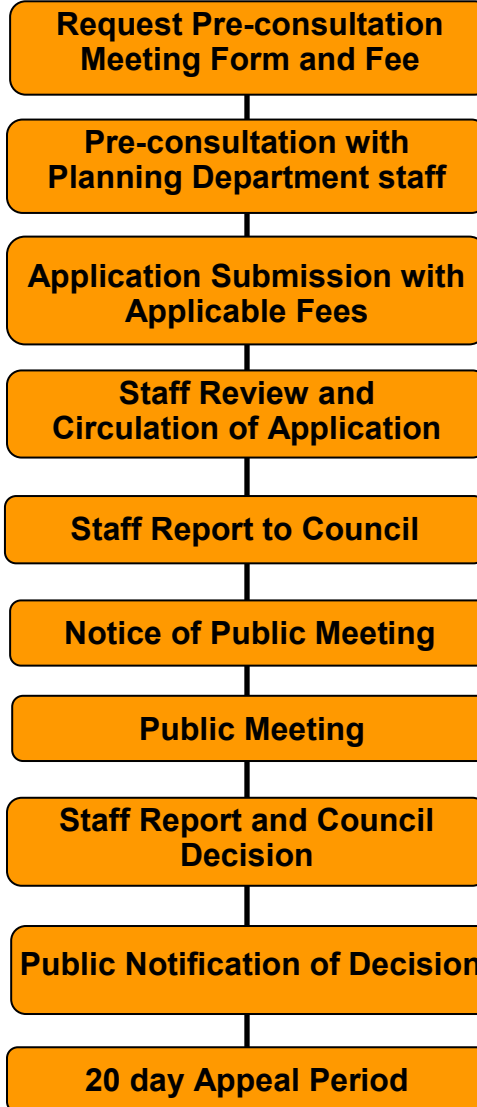 Request Pre-consultation
Meeting Form and Fee
Pre-consultation with
Planning Department staff
Application Submission with
Applicable Fees
Staff Review and
Circulation of Application
Staff Report to Council
Notice of Public Meeting
Public Meeting
Staff Report and Council
Decision
Public Notification of Decision
20 day Appeal Period